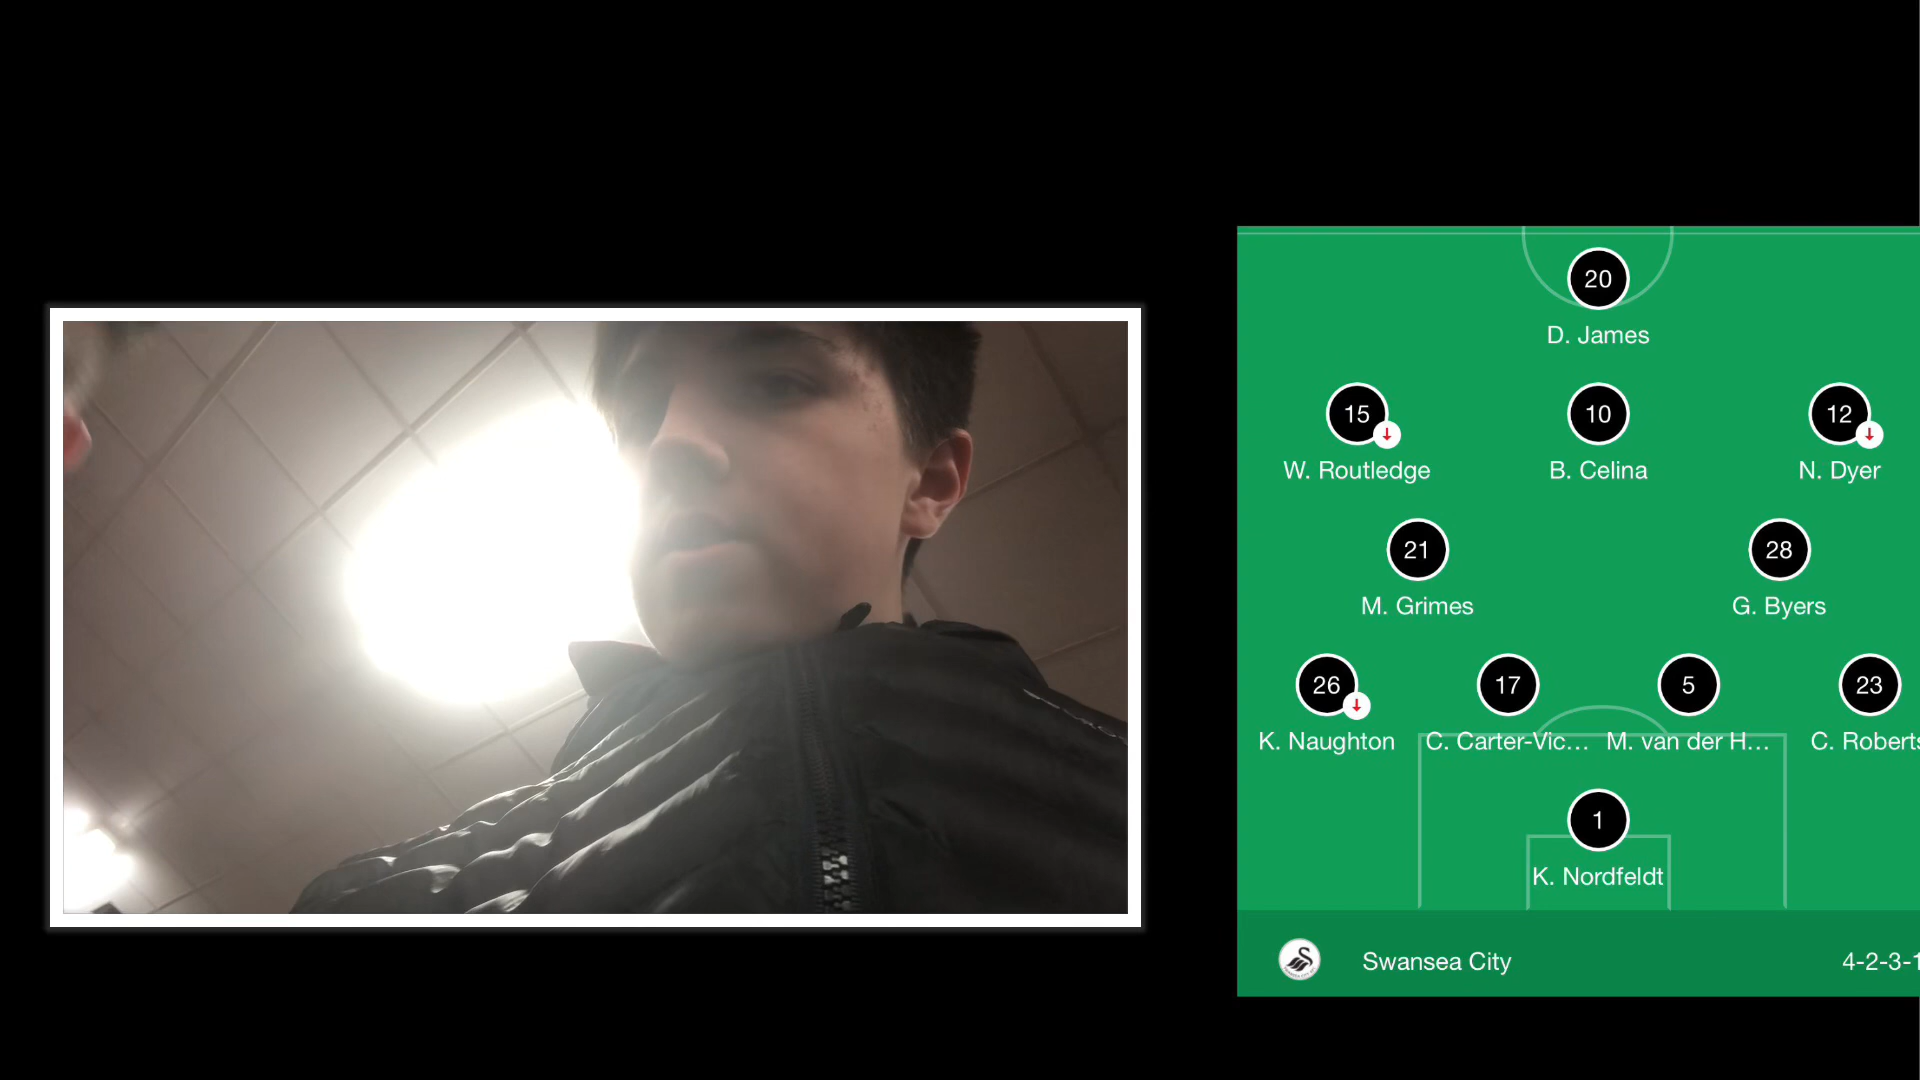 20
D. James
15 10 12
W. Routledge B. Celina N. Dyer
21 28
M. Grimes G. Byers
26 17 5 23
K. Naughton C. Carter-Vic... M. van der H... C. Roberts
1
K. Nordfeldt
Swansea City 4-2-3-1